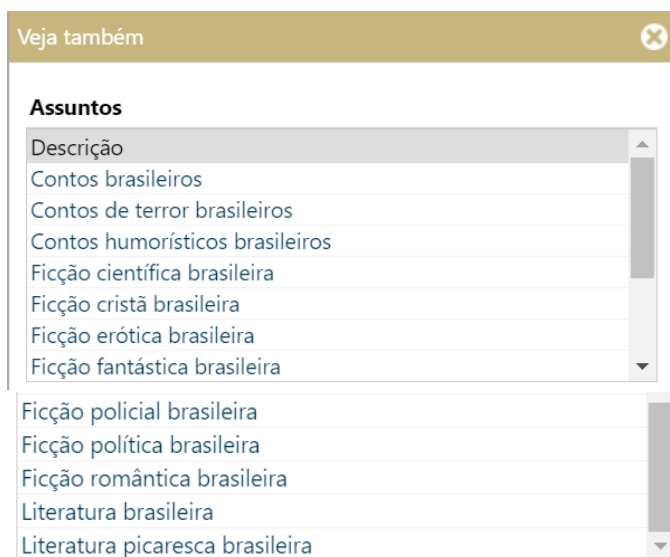 Veja também
Assuntos
Descrição
Contos brasileiros
Contos de terror brasileiros
Contos humorísticos brasileiros
Ficção científica brasileira
Ficção cristã brasileira
Ficção erótica brasileira
Ficção fantástica brasileira
Ficção policial brasileira
Ficção política brasileira
Ficção romântica brasileira
Literatura brasileira
Literatura picaresca brasileira